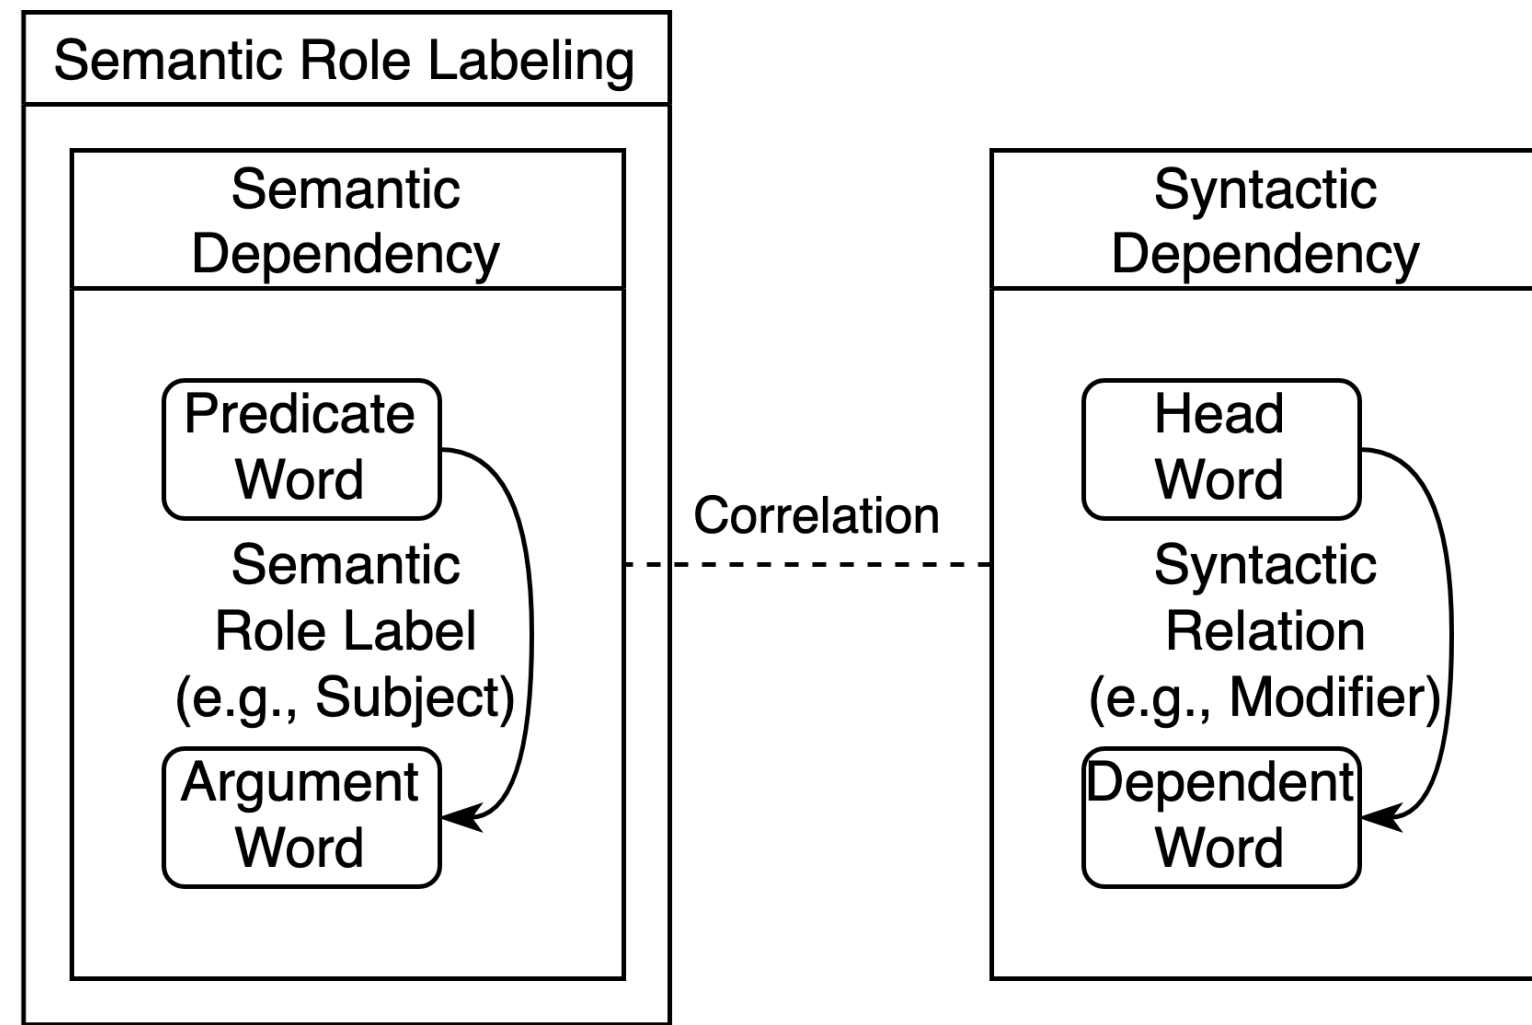 Semantic Role Labeling
Semantic
Dependency
Predicate
Word
Semantic
Role Label
(e.g., Subject)
Argument
Word
Correlation
Syntactic
Dependency
Head
Word
Syntactic
Relation
(e.g., Modifier)
Dependent
Word